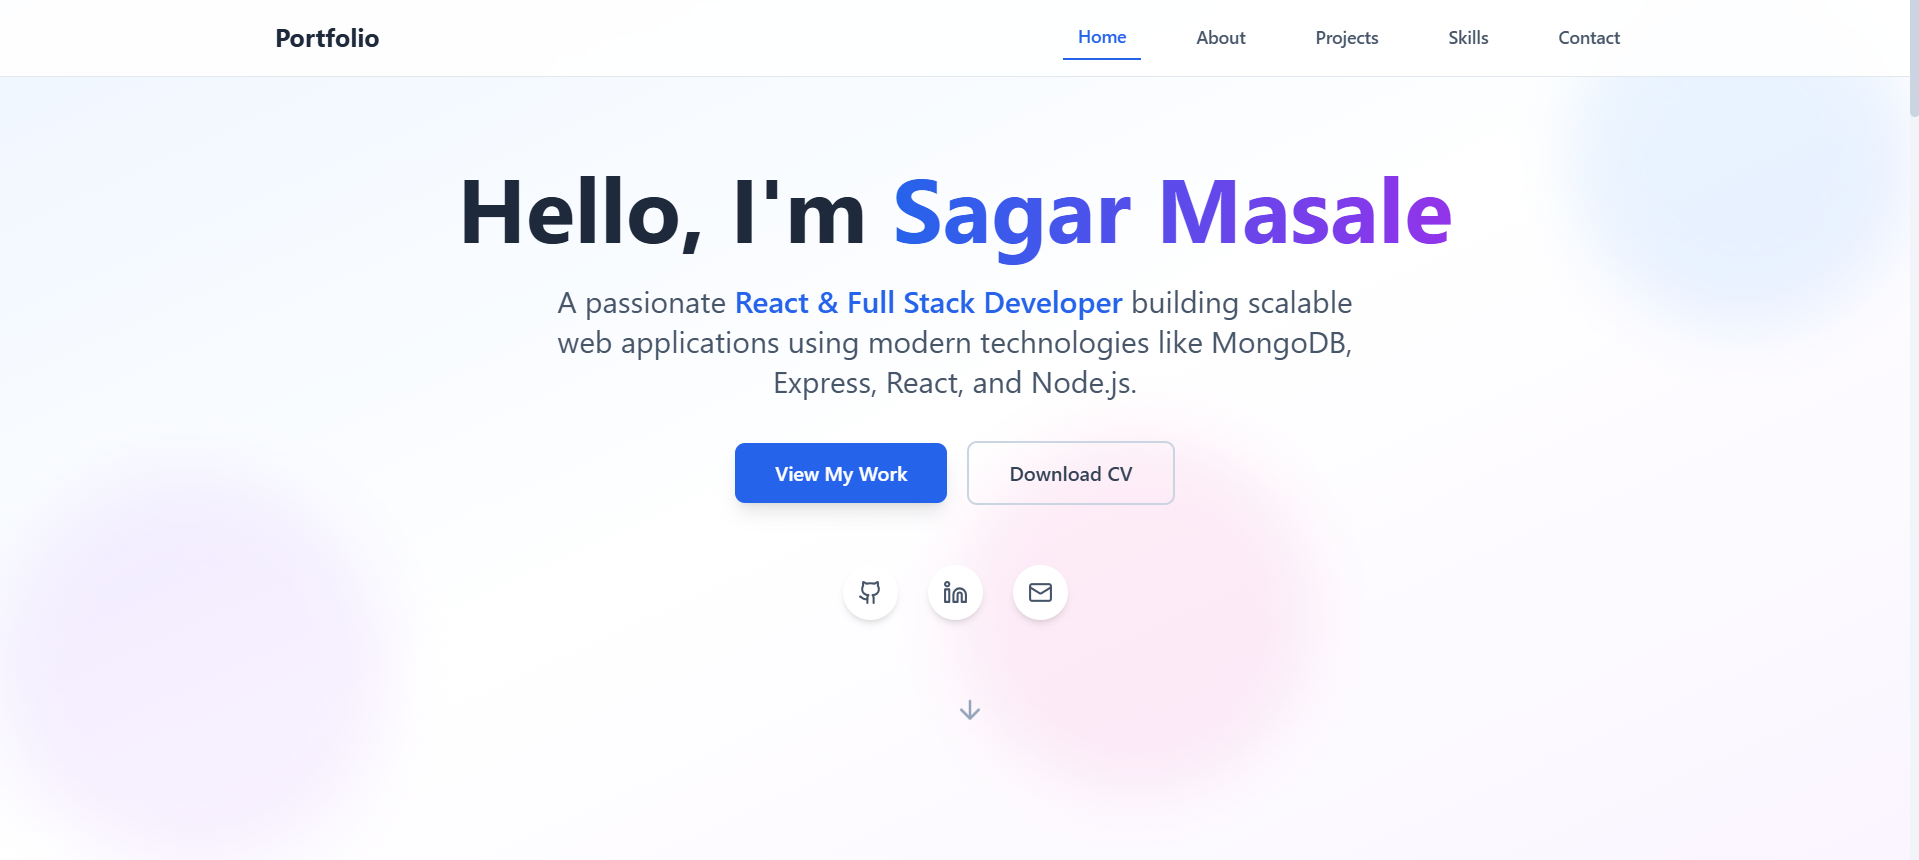 Portfolio
Home
About
Projects
Skills
Contact
Hello, I'm Sagar Masale
A passionate React & Full Stack Developer building scalable
web applications using modern technologies like MongoDB,
Express, React, and Node.js.
View My Work
Download CV